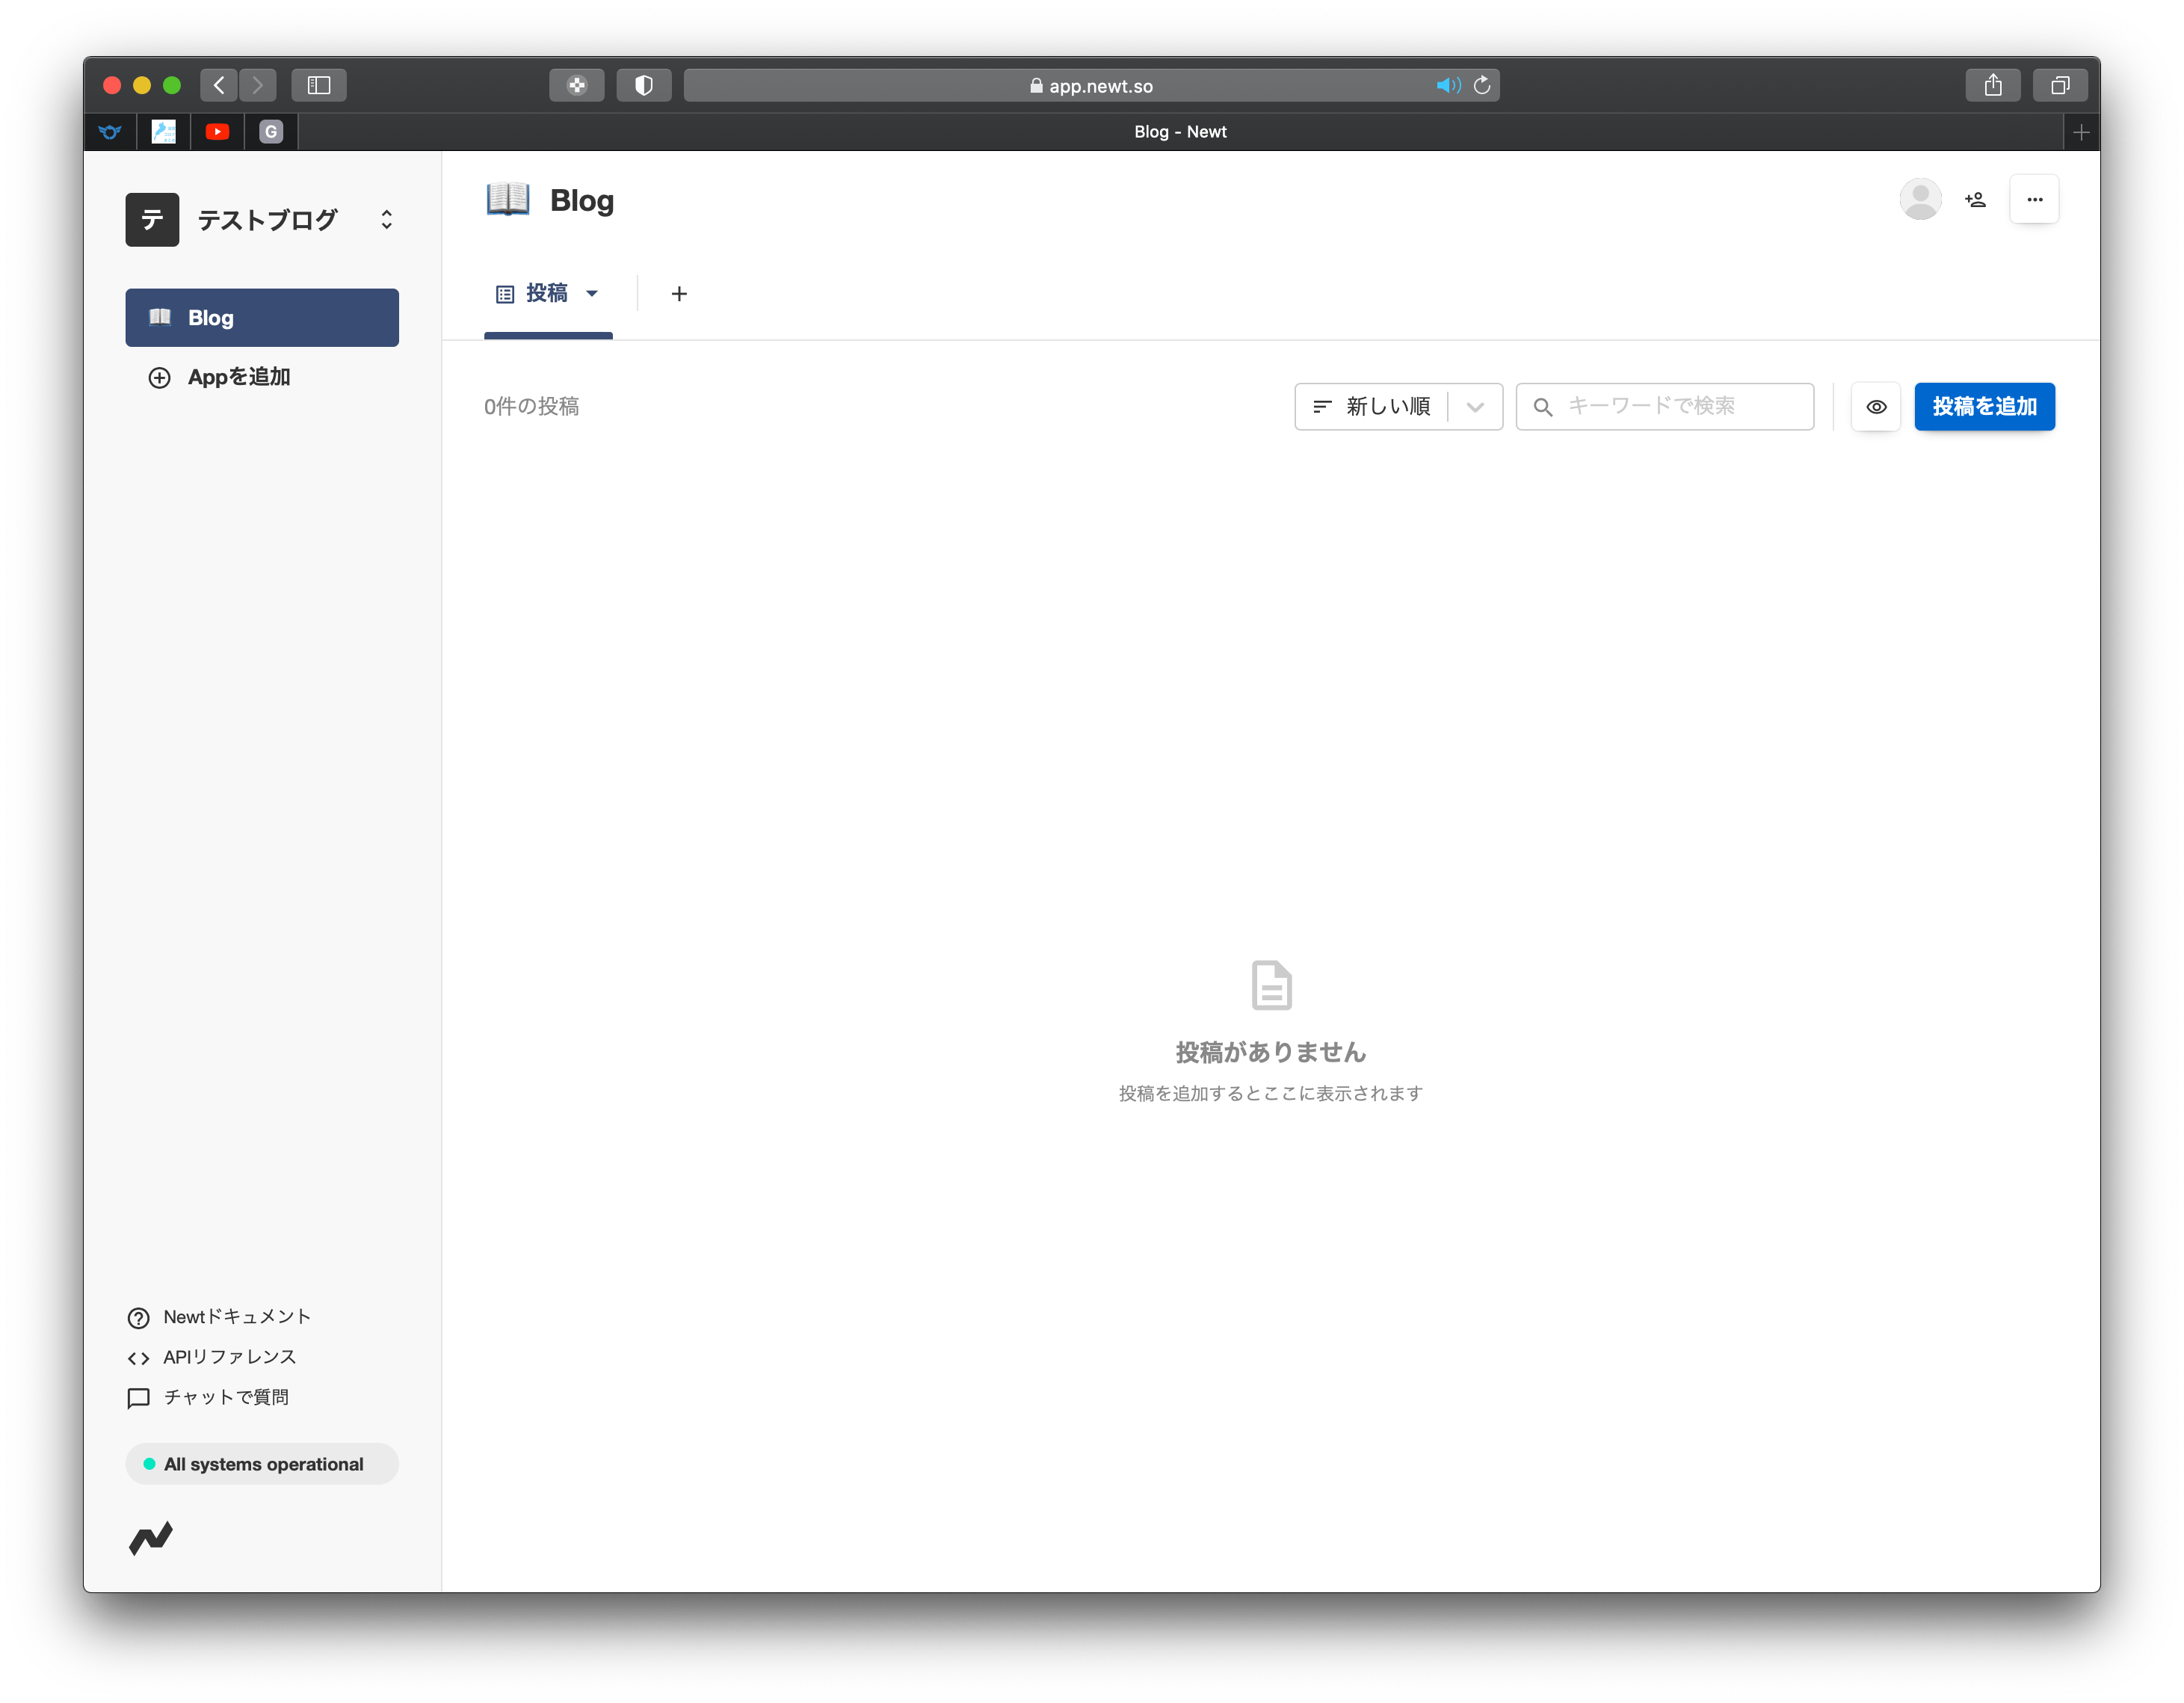 app.newt.so
G
Blog - Newt
テ テストブログ
Blog
Appを追加
Blog
投稿
0件の投稿
新しい順
キーワードで検索
投稿を追加
投稿がありません
投稿を追加するとここに表示されます
Newtドキュメント
APIリファレンス
チャットで質問
All systems operational